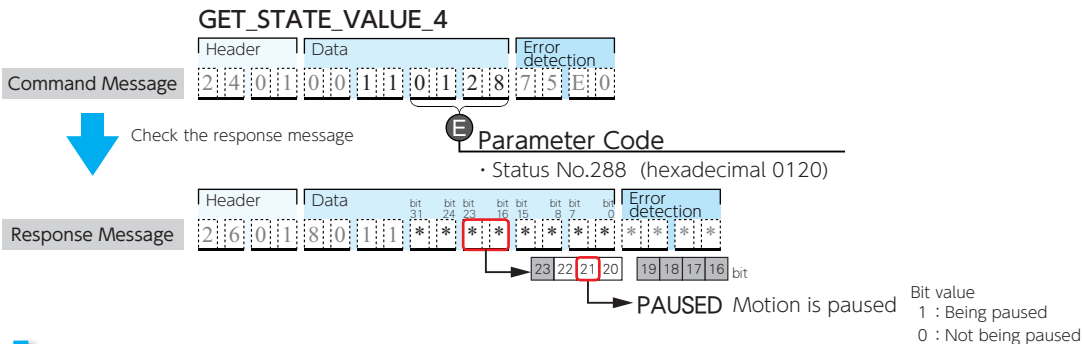 GET_STATE_VALUE_4
Header Data Error detection
Command Message 2 4 0 1 0 0 1 1 0 1 2 8 7 5 E 0
Check the response message
E Parameter Code
・Status No.288 (hexadecimal 0120)
Header Data bit 31 bit 24 bit 23 bit 16 bit 15 bit 8 bit 7 bit 0 Error detection
Response Message 2 6 0 1 8 0 1 1 * * * * * * * * * * * *
23 22 21 20 19 18 17 16 bit
PAUSED Motion is paused
Bit value
1 : Being paused
0 : Not being paused